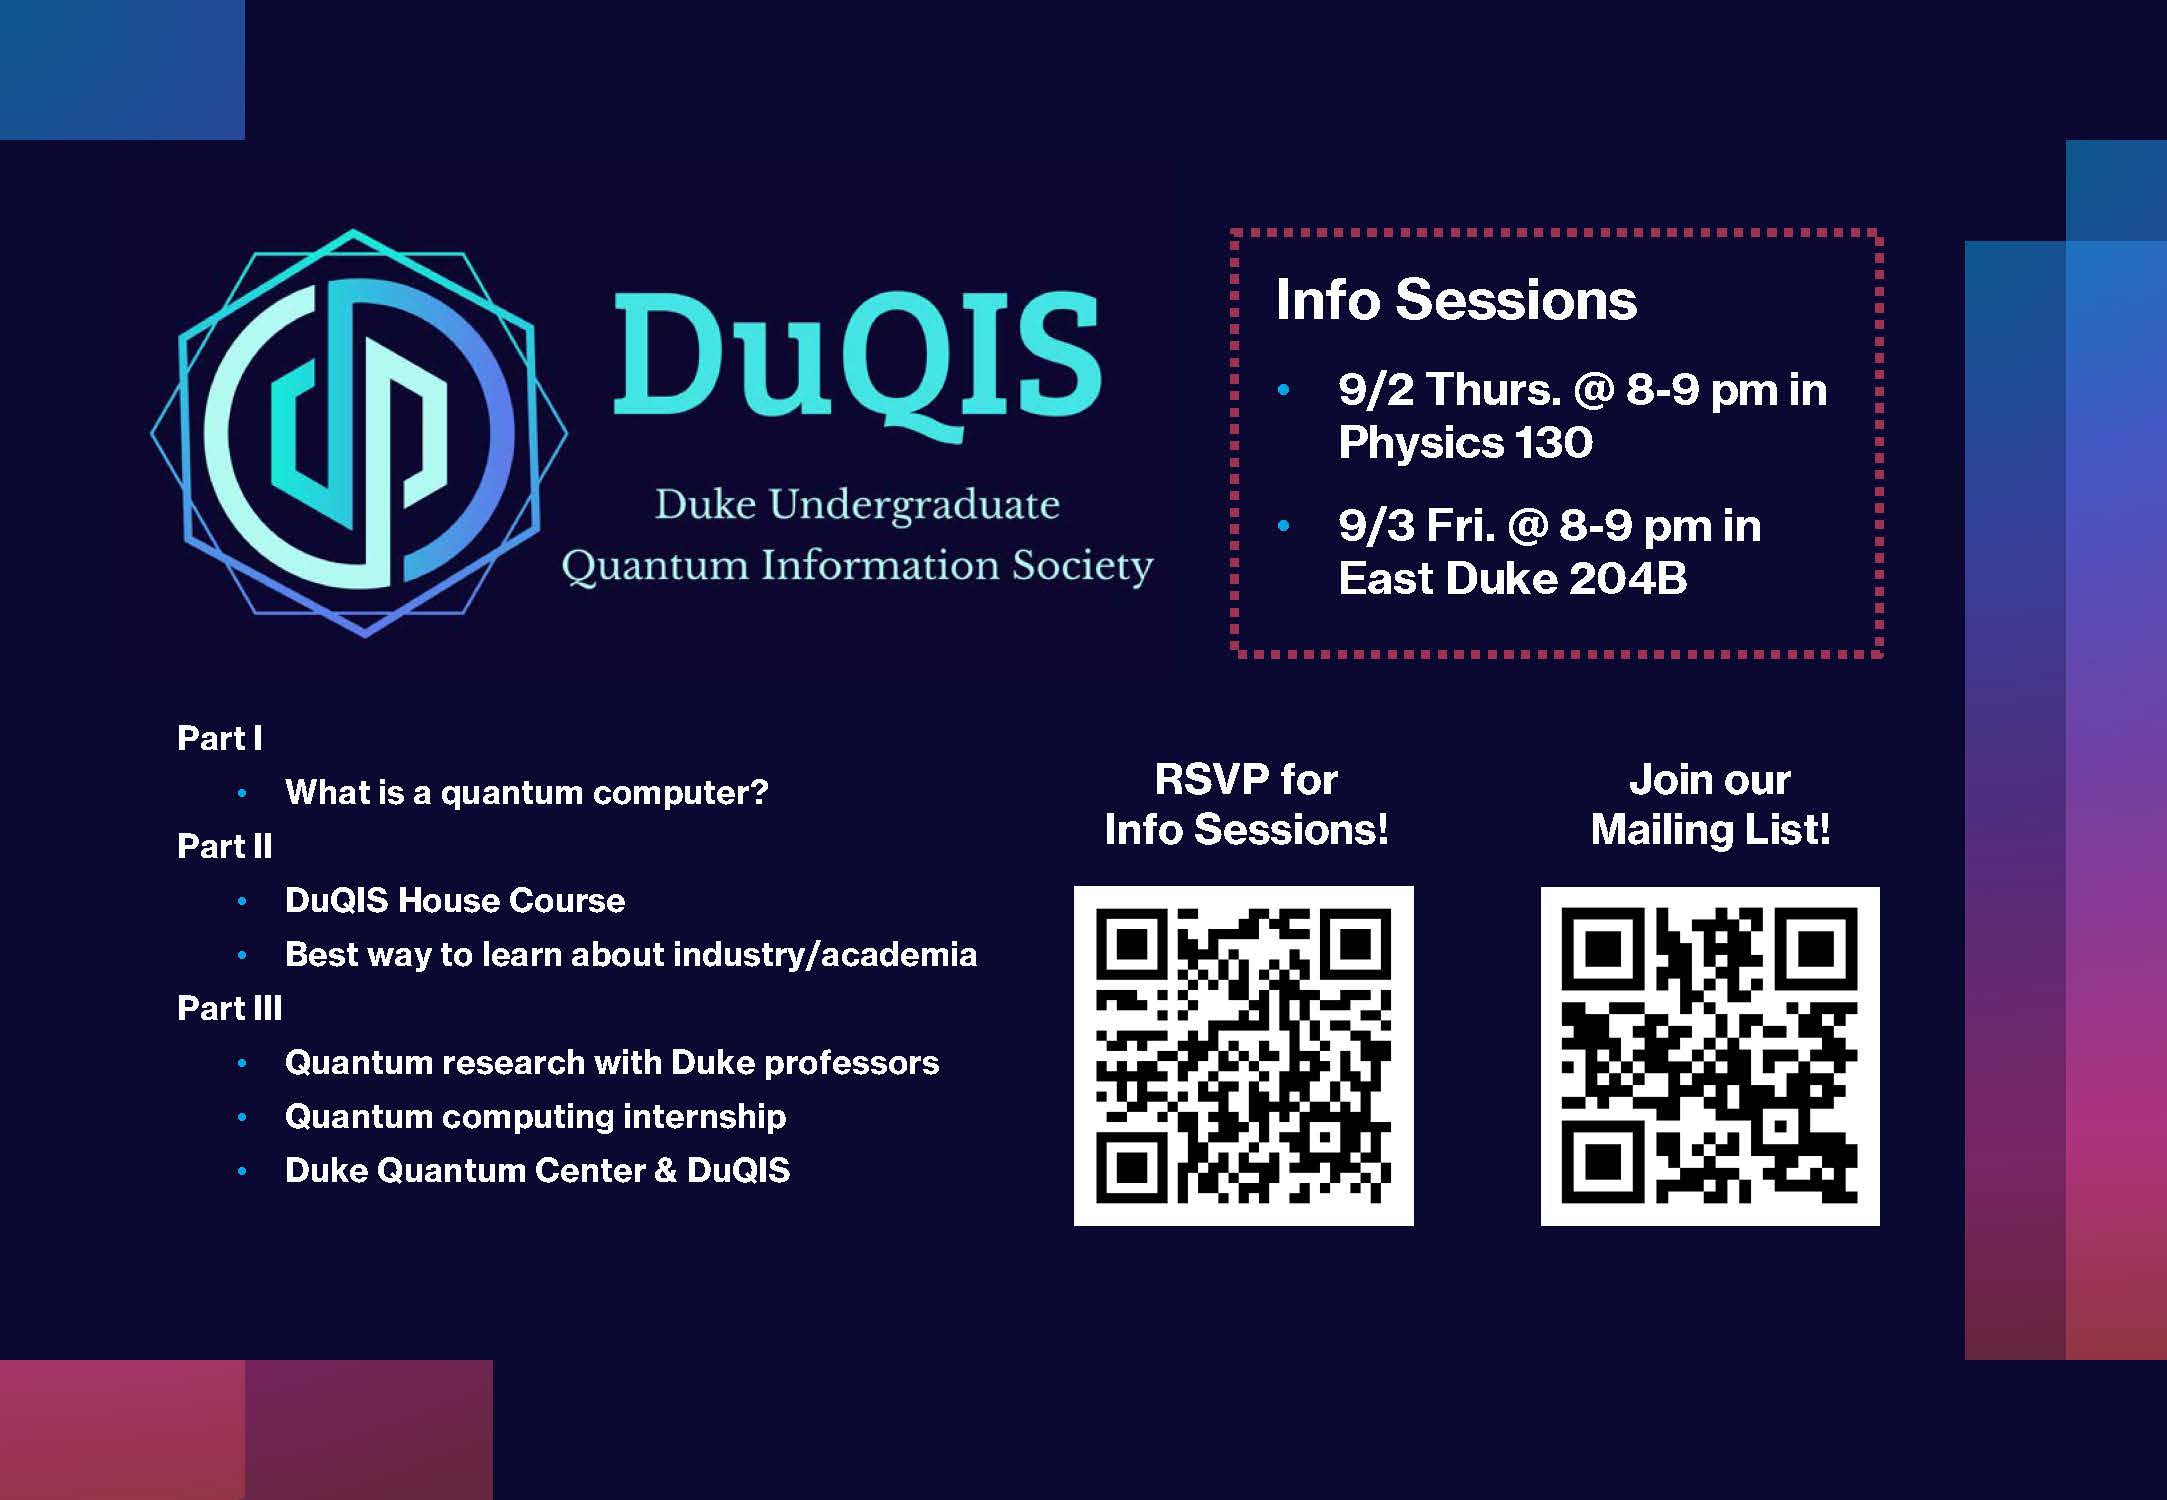 DuQIS
Duke Undergraduate
Quantum Information Society
Info Sessions
• 9/2 Thurs. @ 8-9 pm in
Physics 130
• 9/3 Fri. @ 8-9 pm in
East Duke 204B
Part I
• What is a quantum computer?
Part II
• DuQIS House Course
• Best way to learn about industry/academia
Part III
• Quantum research with Duke professors
• Quantum computing internship
• Duke Quantum Center & DuQIS
RSVP for
Info Sessions!
Join our
Mailing List!